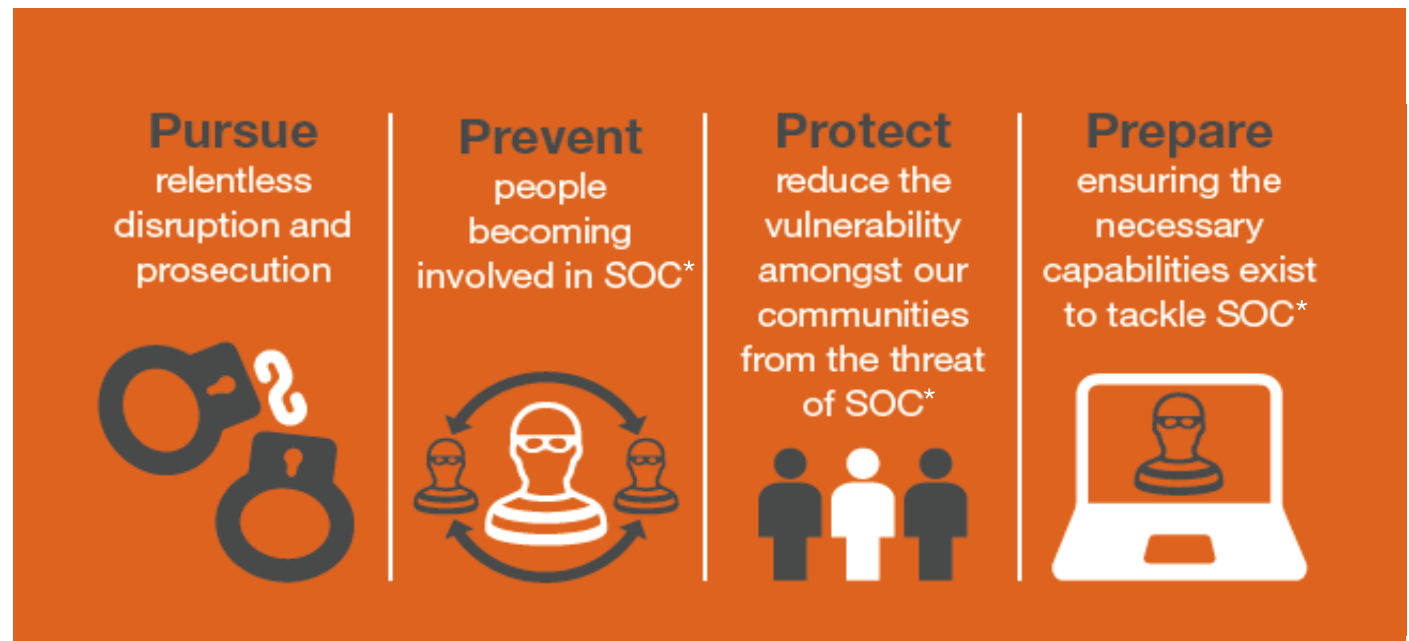 Pursue
relentless
disruption and
prosecution
Prevent
people
becoming
involved in SOC*
Protect
reduce the
vulnerability
amongst our
communities
from the threat
of SOC*
Prepare
ensuring the
necessary
capabilities exist
to tackle SOC*